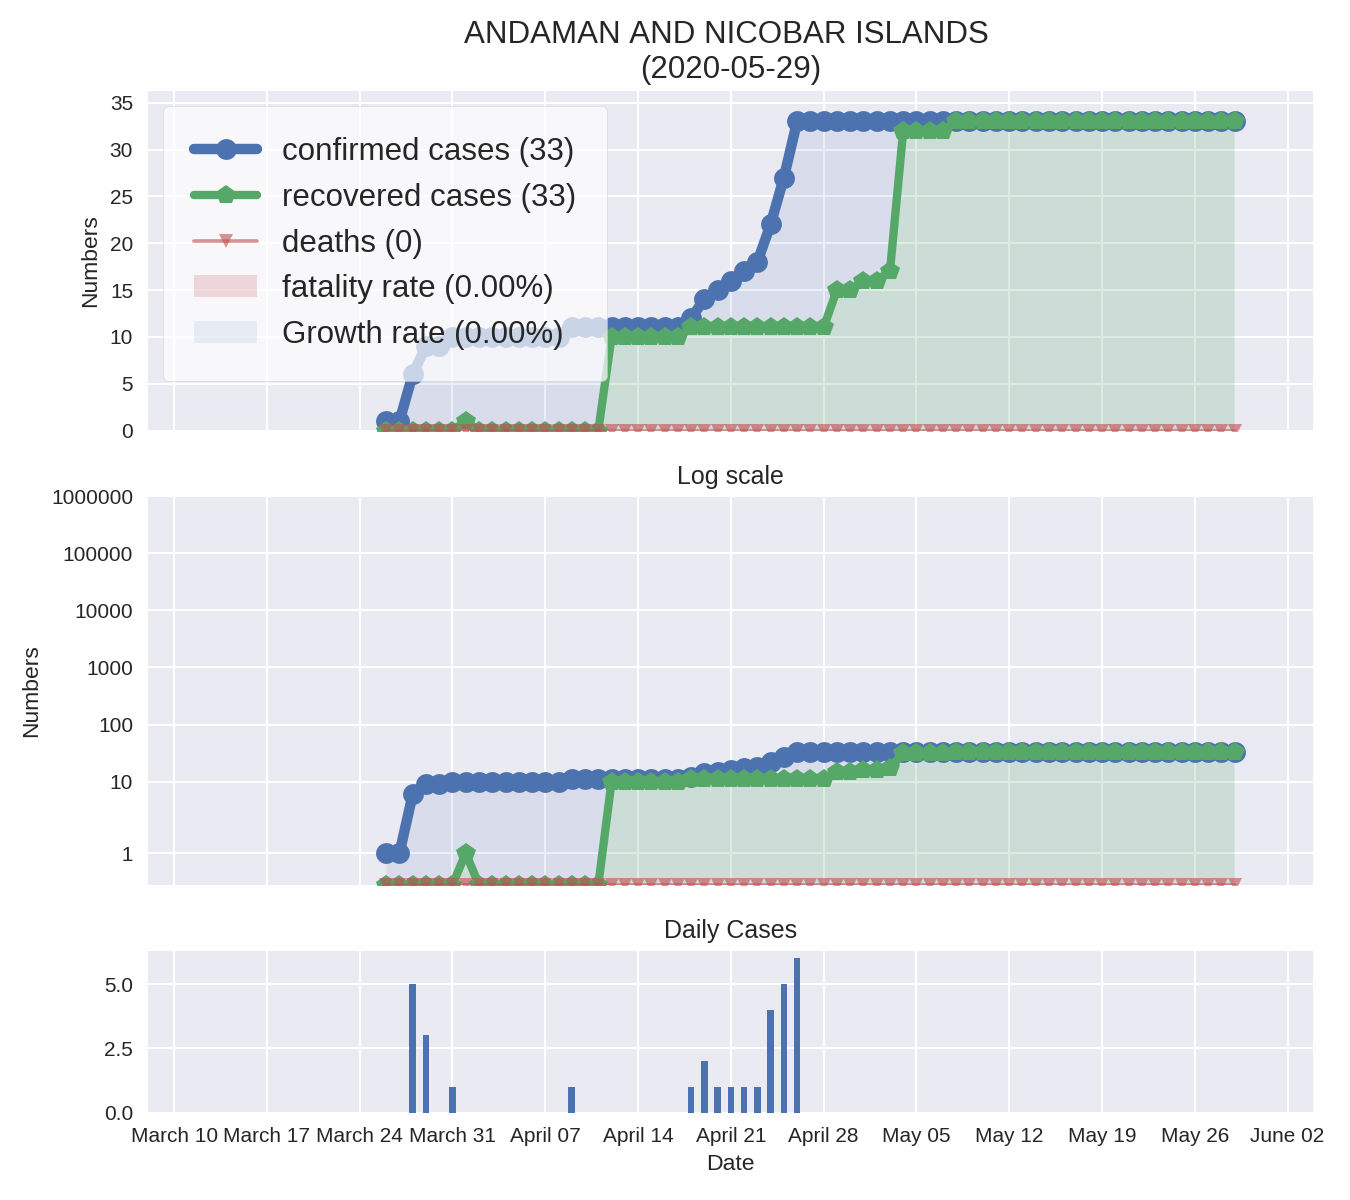 ANDAMAN AND NICOBAR ISLANDS
(2020-05-29)
35
30
25
20
15
10
5
0
Numbers
confirmed cases (33)
recovered cases (33)
deaths (0)
fatality rate (0.00%)
Growth rate (0.00%)
Log scale
1000000
100000
10000
1000
100
10
1
Numbers
Daily Cases
5.0
2.5
0.0
March 10 March 17 March 24 March 31 April 07 April 14 April 21 April 28 May 05 May 12 May 19 May 26 June 02
Date